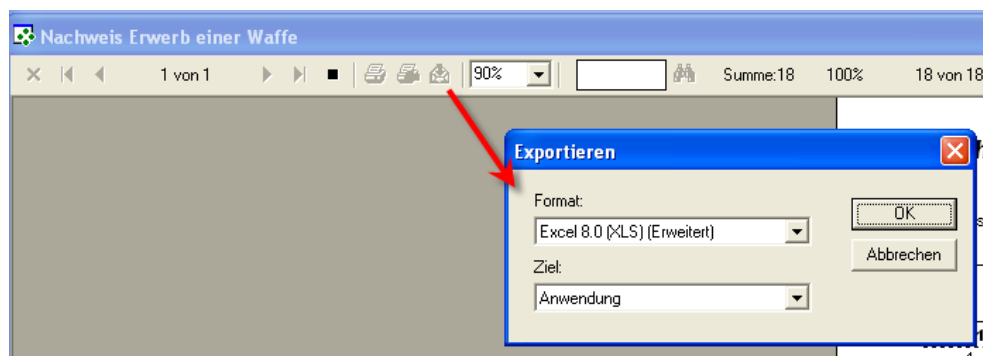 Nachweis Erwerb einer Waffe
1 von 1
90%
Summe:18 100% 18 von 18
Exportieren
Format:
Excel 8.0 (XLS) (Erweitert)
OK
Abbrechen
Ziel:
Anwendung